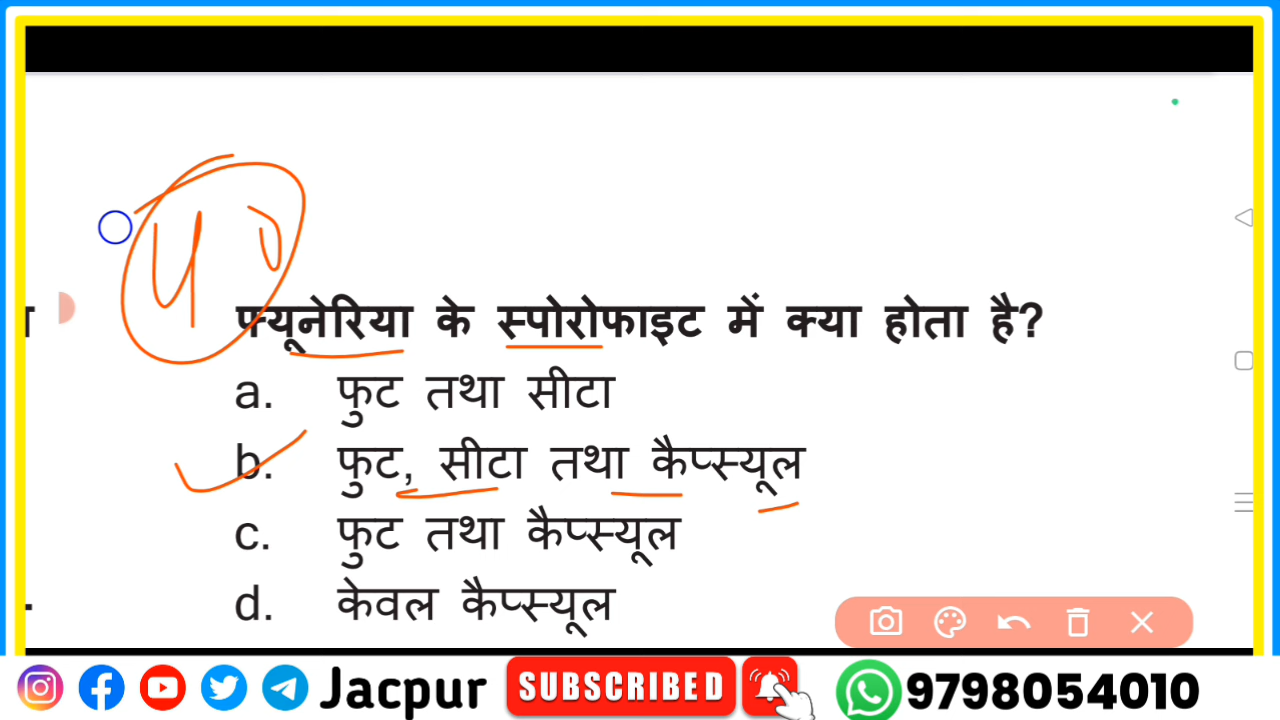 फ्यूनेरिया के स्पोरोफाइट में क्या होता है?
a. फुट तथा सीटा
b. फुट, सीटा तथा कैप्स्यूल
c. फुट तथा कैप्स्यूल
d. केवल कैप्स्यूल
Jacpur SUBSCRIBED 9798054010